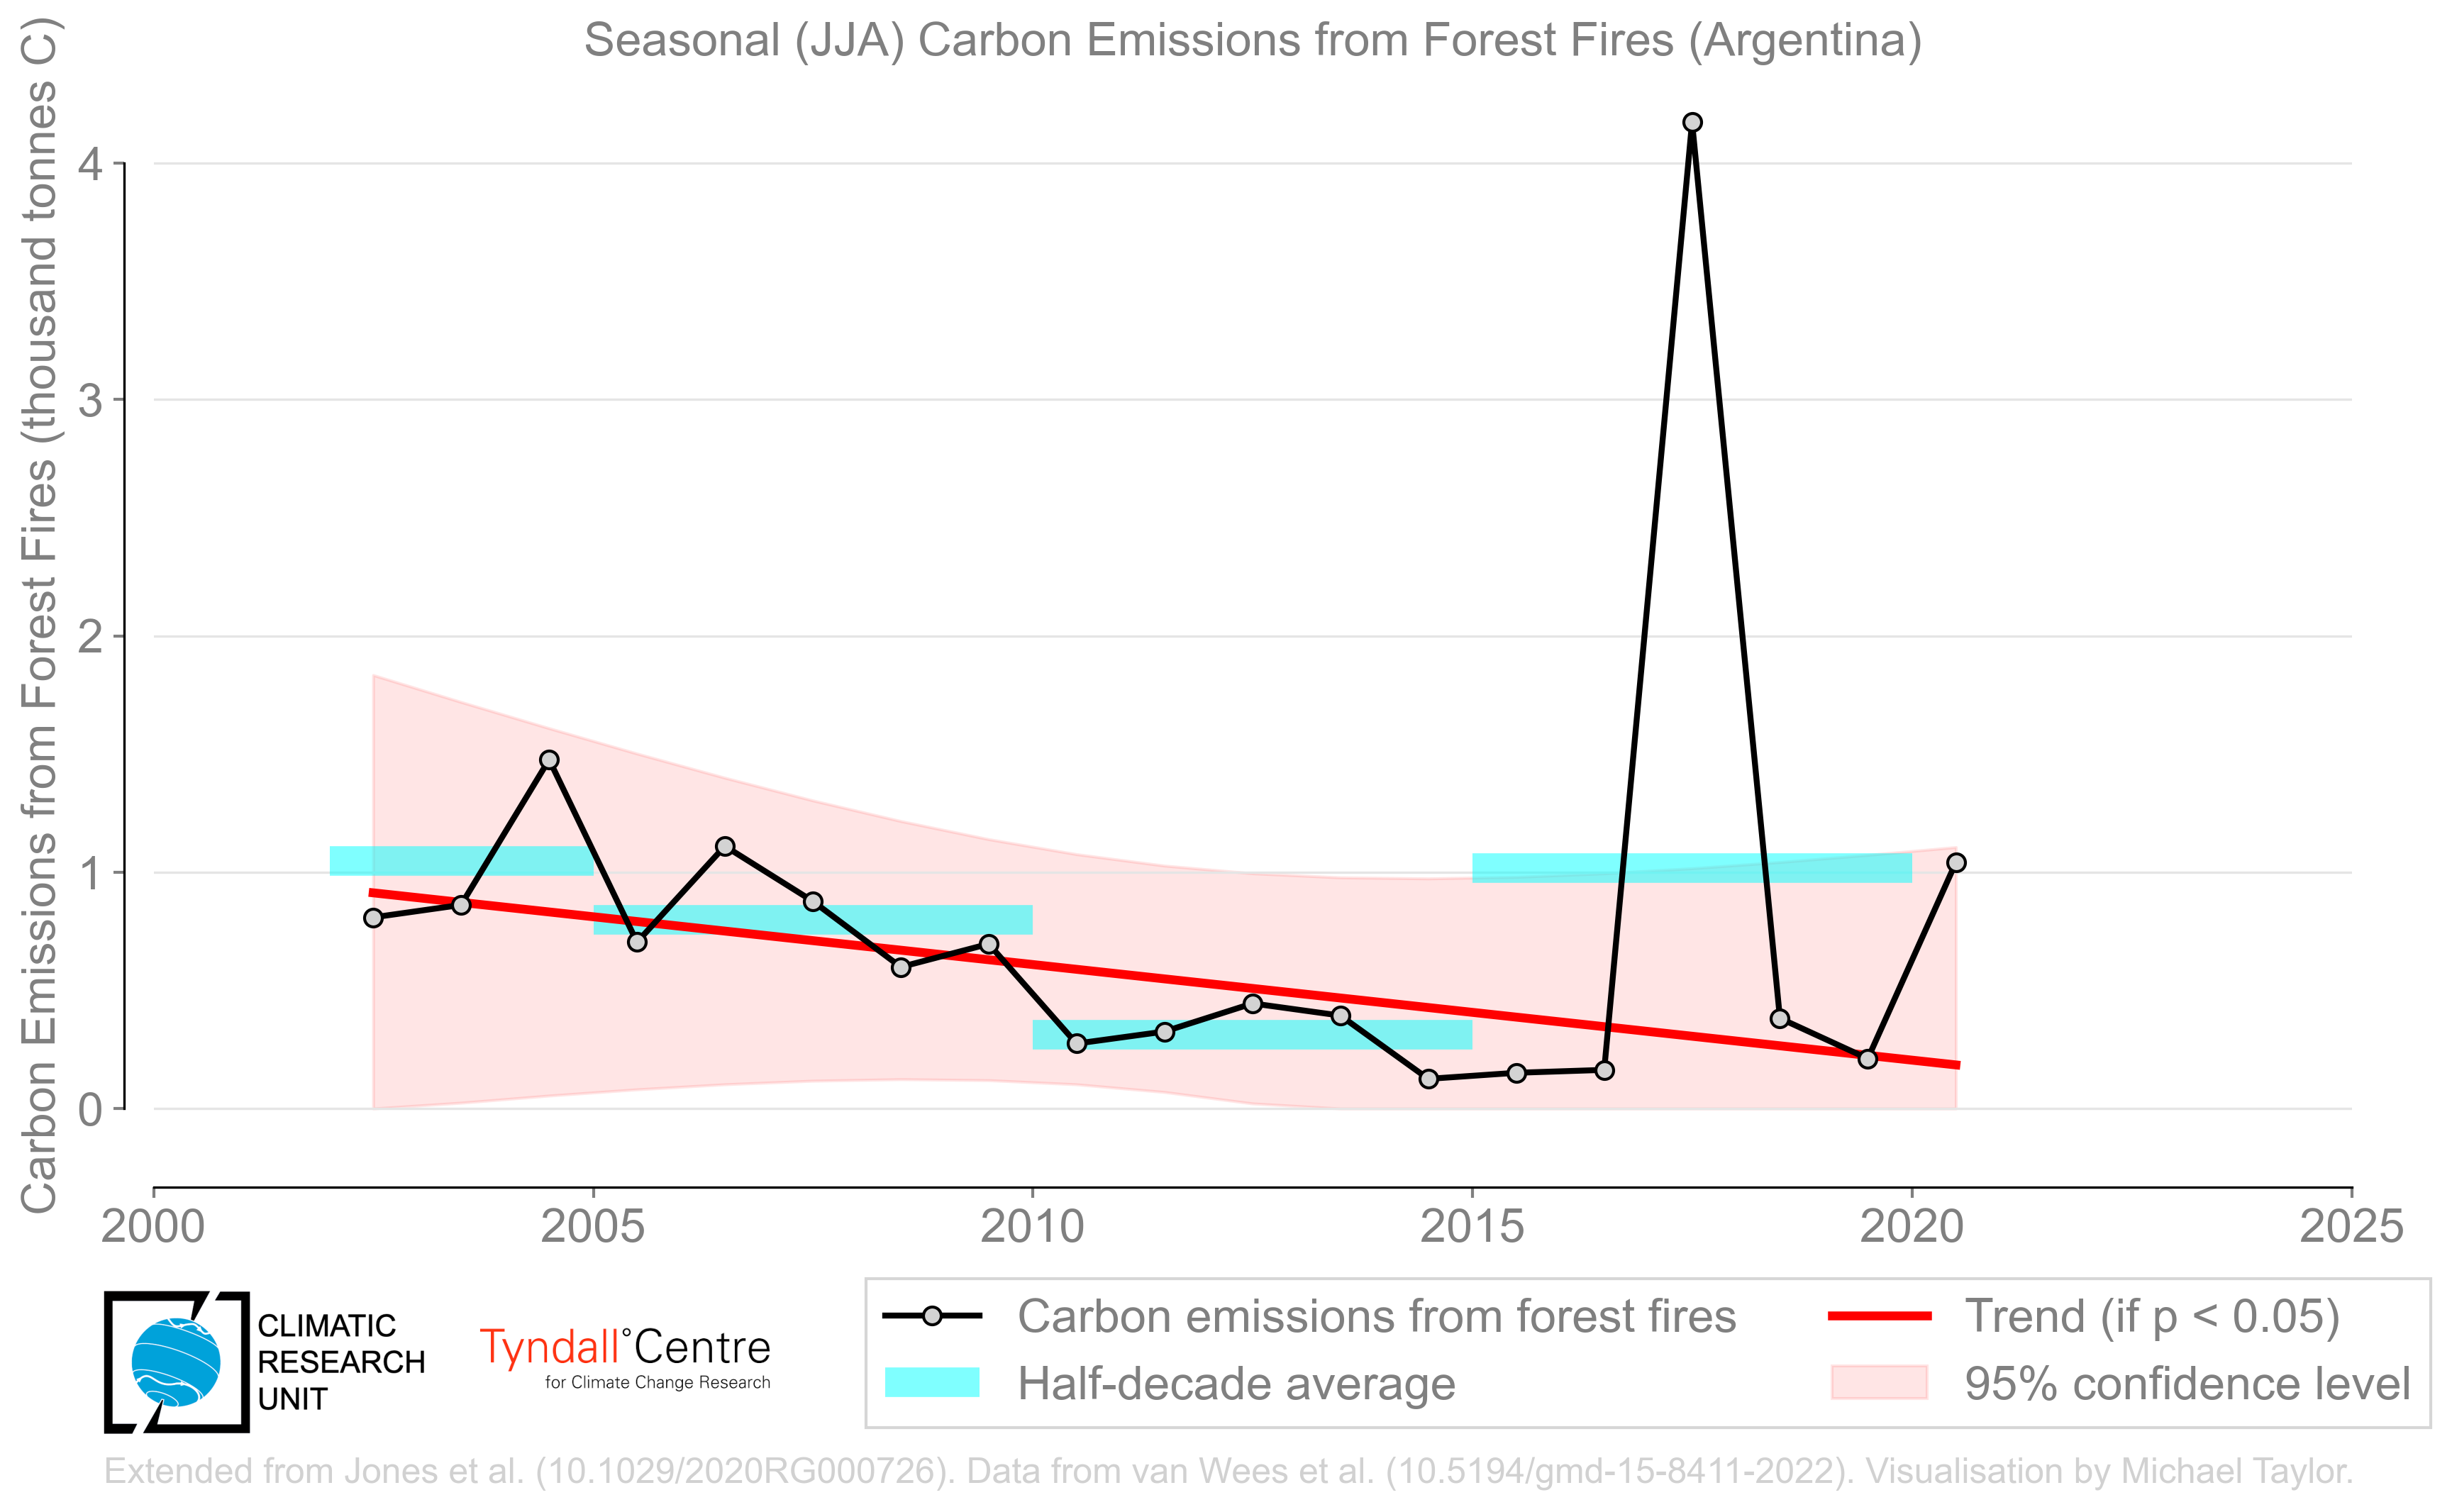 Seasonal (JJA) Carbon Emissions from Forest Fires (Argentina)
Carbon Emissions from Forest Fires (thousand tonnes C)
4
3
2
1
0
2000
2005
2010
2015
2020
2025
CLIMATIC
RESEARCH
UNIT
Tyndall°Centre
for Climate Change Research
Carbon emissions from forest fires
Half-decade average
Trend (if p < 0.05)
95% confidence level
Extended from Jones et al. (10.1029/2020RG000726). Data from van Wees et al. (10.5194/gmd-15-8411-2022). Visualisation by Michael Taylor.